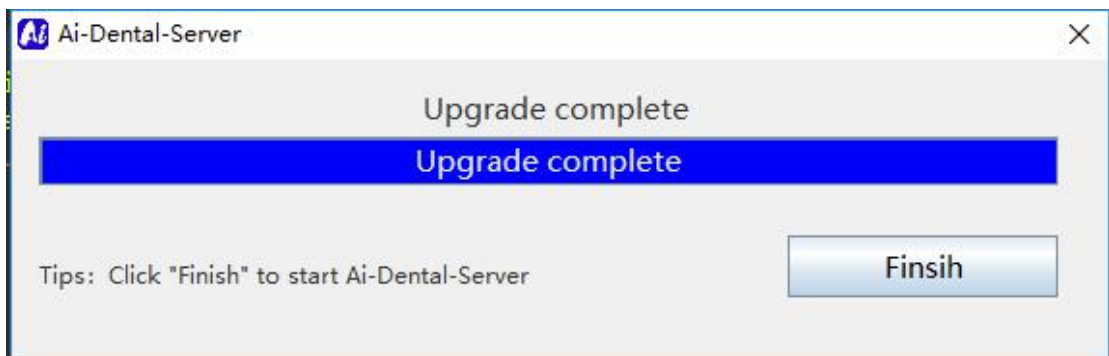 Ai Ai-Dental-Server
Upgrade complete
Upgrade complete
Tips: Click "Finish" to start Ai-Dental-Server
Finsih